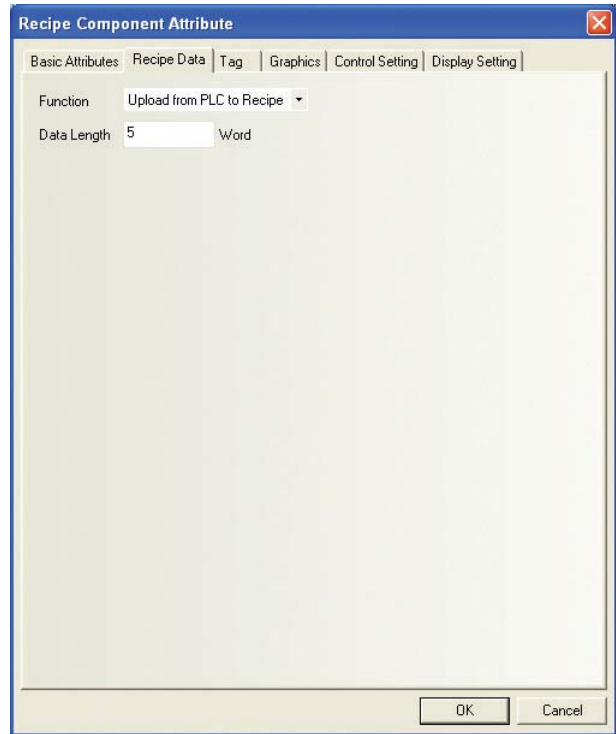 Recipe Component Attribute
Basic Attributes Recipe Data Tag Graphics Control Setting Display Setting
Function Upload from PLC to Recipe
Data Length 5 Word
OK Cancel